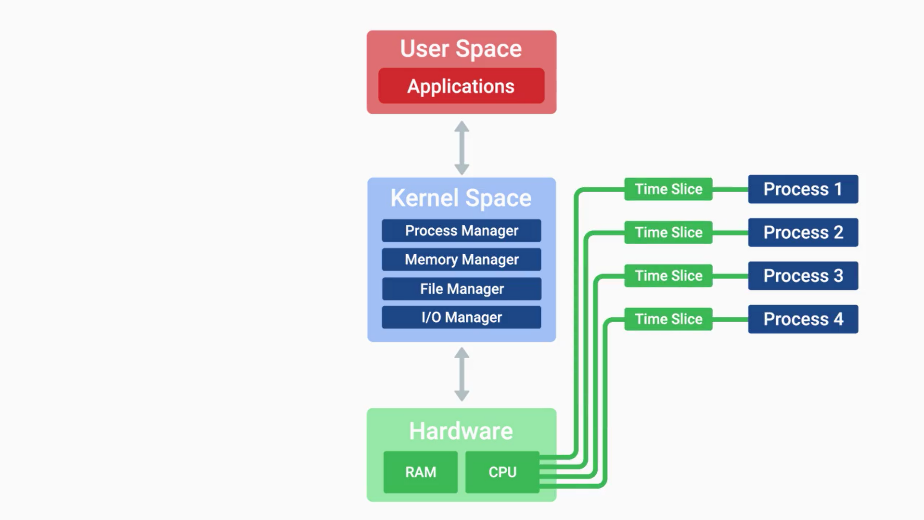 User Space
Applications
Kernel Space
Process Manager
Memory Manager
File Manager
I/O Manager
Time Slice
Process 1
Time Slice
Process 2
Time Slice
Process 3
Time Slice
Process 4
Hardware
RAM
CPU